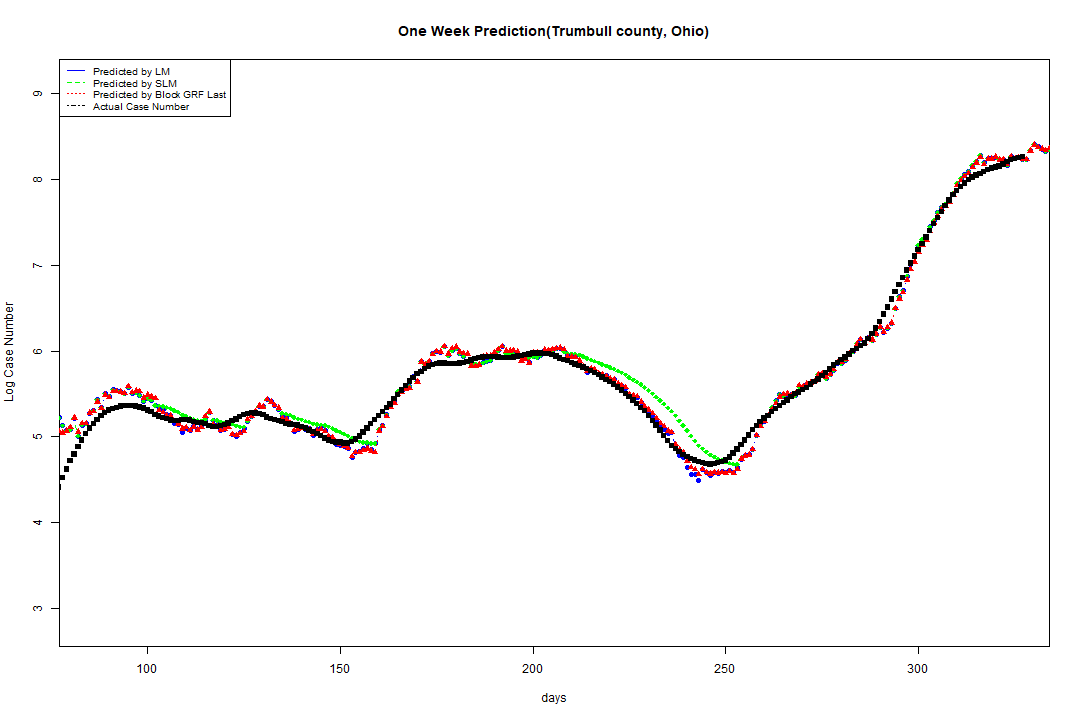 One Week Prediction(Trumbull county, Ohio)
Predicted by LM
Predicted by SLM
Predicted by Block GRF Last
Actual Case Number
9
8
7
6
5
4
3
Log Case Number
100 150 200 250 300
days